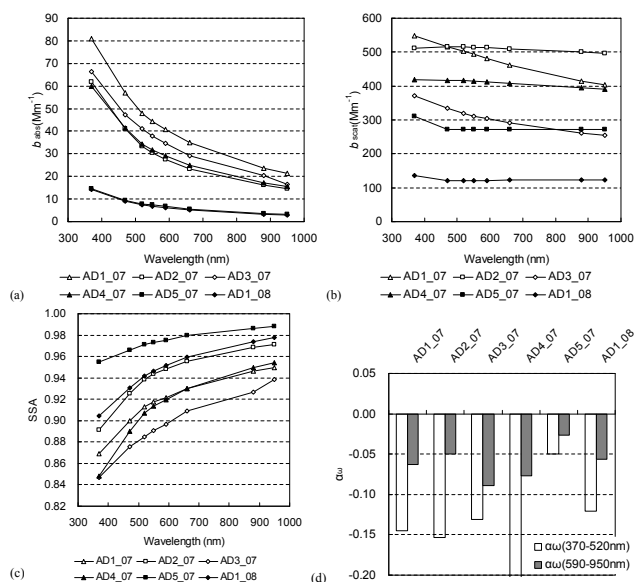 90
80
70
60
50
40
30
20
10
0
b abs(Mm-1)
300 400 500 600 700 800 900 1000
Wavelength (nm)
AD1_07 AD2_07 AD3_07
AD4_07 AD5_07 AD1_08
(a)
600
500
400
300
200
100
0
b scat(Mm-1)
300 400 500 600 700 800 900 1000
Wavelength (nm)
AD1_07 AD2_07 AD3_07
AD4_07 AD5_07 AD1_08
(b)
1.00
0.98
0.96
0.94
0.92
0.90
0.88
0.86
0.84
0.82
SSA
300 400 500 600 700 800 900 1000
Wavelength (nm)
AD1_07 AD2_07 AD3_07
AD4_07 AD5_07 AD1_08
(c)
AD1_07 AD2_07 AD3_07 AD4_07 AD5_07 AD1_08
0.05
0.00
-0.05
-0.10
-0.15
-0.20
αω
αω(370-520nm)
αω(590-950nm)
(d)